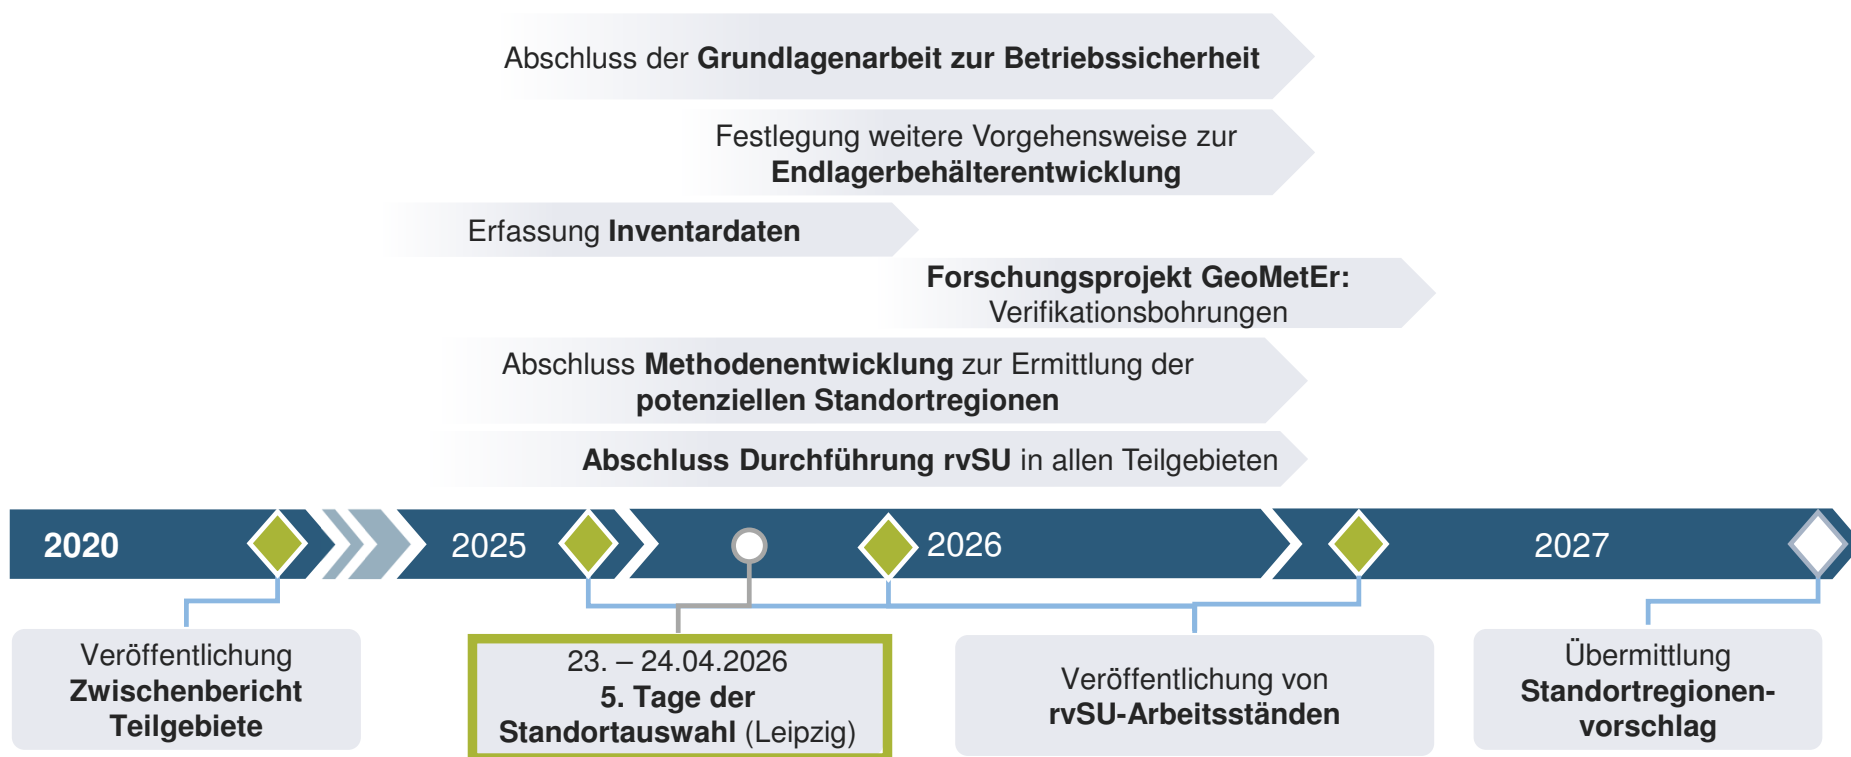 Abschluss der Grundlagenarbeit zur Betriebssicherheit
Festlegung weitere Vorgehensweise zur
Endlagerbehälterentwicklung
Erfassung Inventardaten
Forschungsprojekt GeoMetEr:
Verifikationsbohrungen
Abschluss Methodenentwicklung zur Ermittlung der
potenziellen Standortregionen
Abschluss Durchführung rvSU in allen Teilgebieten
2020
2025
2026
2027
Veröffentlichung
Zwischenbericht
Teilgebiete
23. – 24.04.2026
5. Tage der
Standortauswahl (Leipzig)
Veröffentlichung von
rvSU-Arbeitsständen
Übermittlung
Standortregionen-
vorschlag